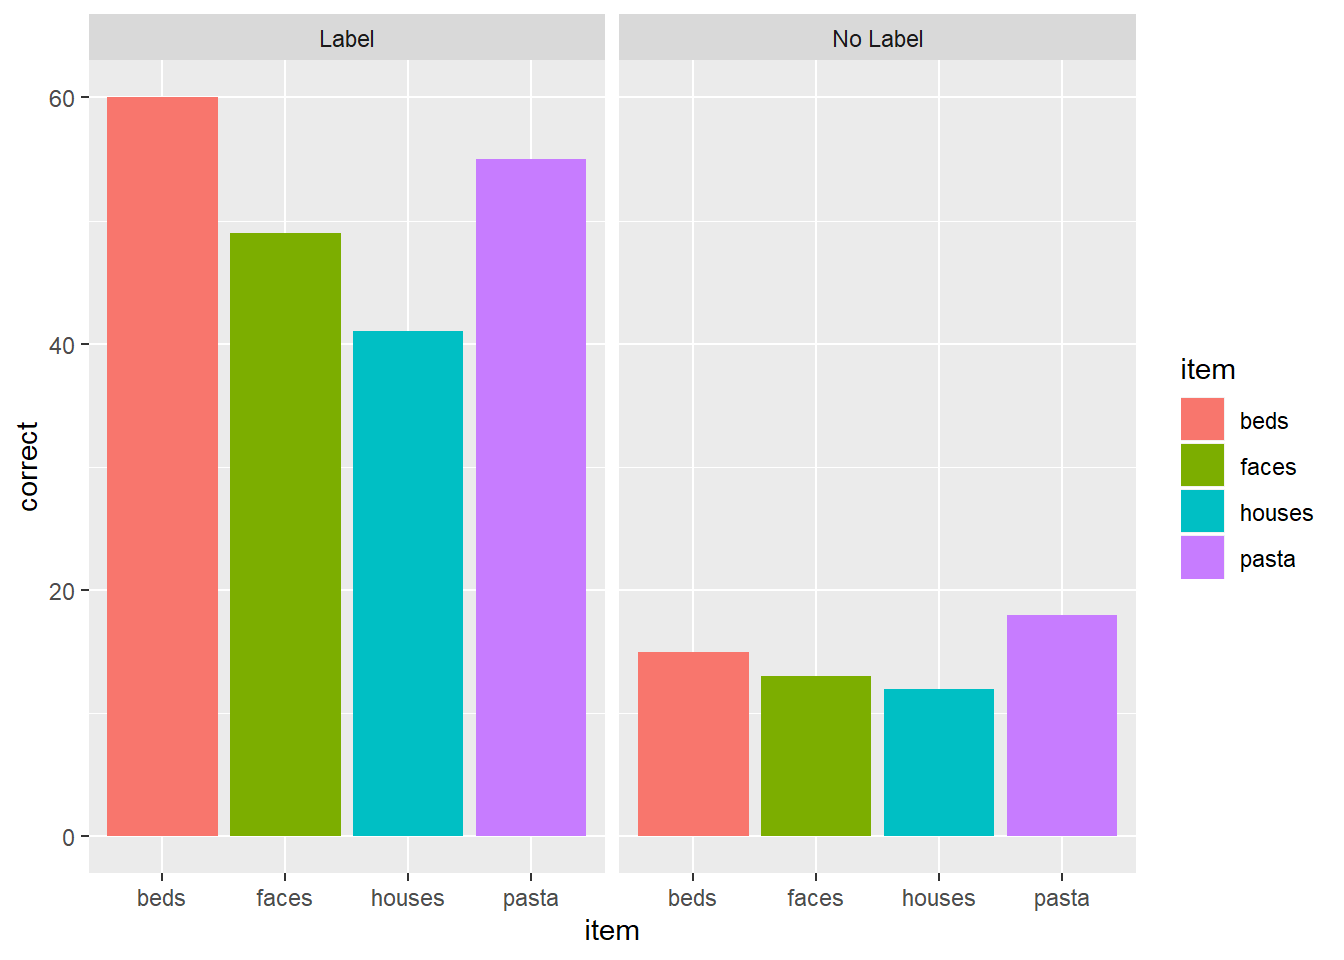 Label
No Label
60
40
20
0
correct
beds
faces
houses
pasta
beds
faces
houses
pasta
item
item
beds
faces
houses
pasta